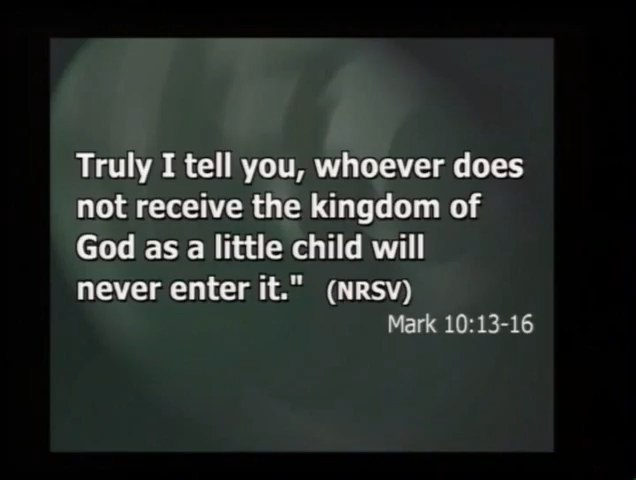 Truly I tell you, whoever does
not receive the kingdom of
God as a little child will
never enter it." (NRSV)
Mark 10:13-16